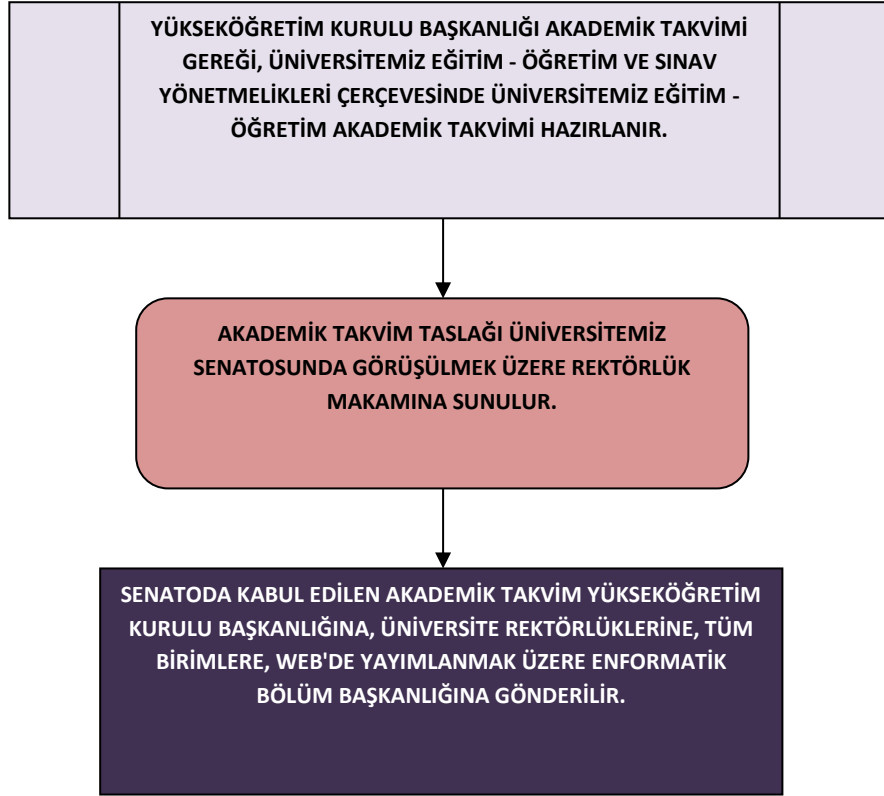 YÜKSEKÖĞRETİM KURULU BAŞKANLIĞI AKADEMİK TAKVİMİ
GEREĞİ, ÜNİVERSİTEMİZ EĞİTİM - ÖĞRETİM VE SINAV
YÖNETMELİKLERİ ÇERÇEVESİNDE ÜNİVERSİTEMİZ EĞİTİM -
ÖĞRETİM AKADEMİK TAKVİMİ HAZIRLANIR.
AKADEMİK TAKVİM TASLAĞI ÜNİVERSİTEMİZ
SENATOSUNDA GÖRÜŞÜLMEK ÜZERE REKTÖRLÜK
MAKAMINA SUNULUR.
SENATODA KABUL EDİLEN AKADEMİK TAKVİM YÜKSEKÖĞRETİM
KURULU BAŞKANLIĞINA, ÜNİVERSİTE REKTÖRLÜKLERİNE, TÜM
BİRİMLERE, WEB'DE YAYIMLANMAK ÜZERE ENFORMATİK
BÖLÜM BAŞKANLIĞINA GÖNDERİLİR.